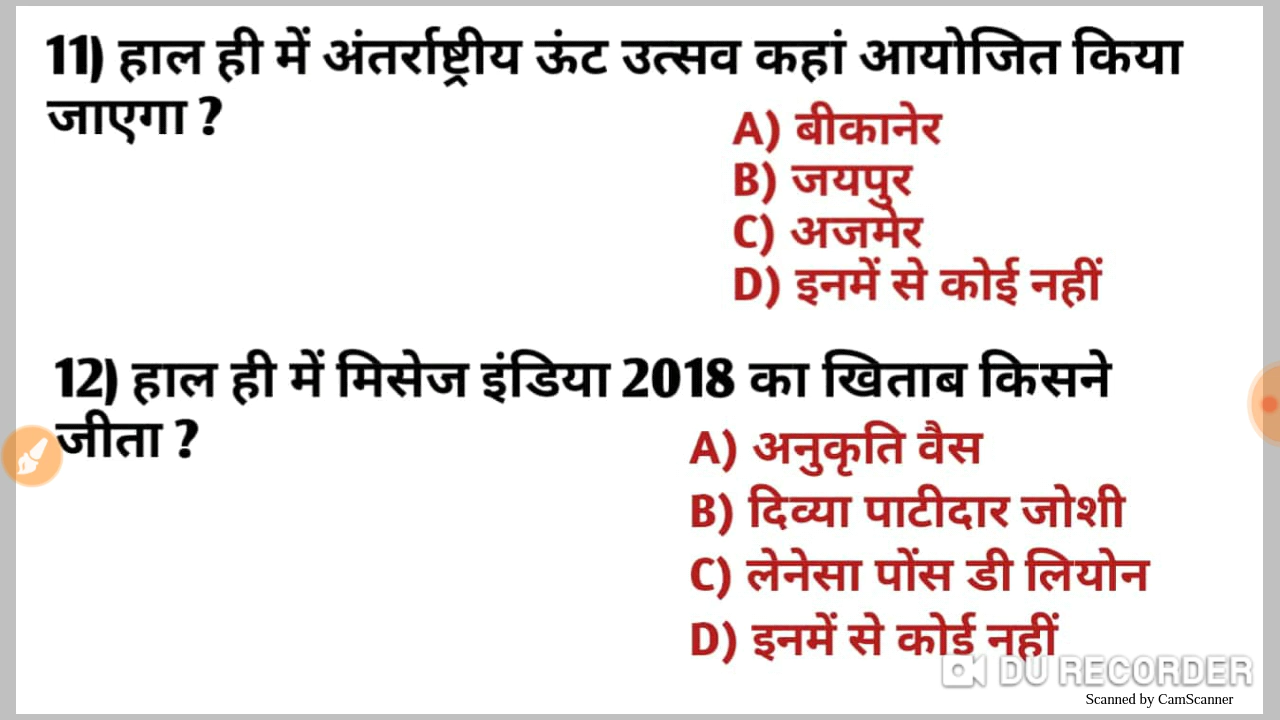 11) हाल ही में अंतर्राष्ट्रीय ऊंट उत्सव कहां आयोजित किया
जाएगा ?
A) बीकानेर
B) जयपुर
C) अजमेर
D) इनमें से कोई नहीं
12) हाल ही में मिसेज इंडिया 2018 का खिताब किसने
जीता ?
A) अनुकृति वैस
B) दिव्या पाटीदार जोशी
C) लेनेसा पोंस डी लियोन
D) इनमें से कोई नहीं
DU RECORDER
Scanned by CamScanner